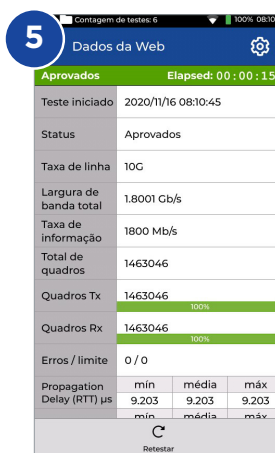 Contagem de testes: 6 100% 08:10
5 Dados da Web
Aprovados Elapsed: 00:00:15
Teste iniciado 2020/11/16 08:10:45
Status Aprovados
Taxa de linha 10G
Largura de
banda total 1.8001 Gb/s
Taxa de
informação 1800 Mb/s
Total de
quadros 1463046
Quadros Tx 1463046
100%
Quadros Rx 1463046
100%
Erros / limite 0 / 0
Propagation mín média máx
Delay (RTT) µs 9.203 9.203 9.203
mín média máx
Retestar